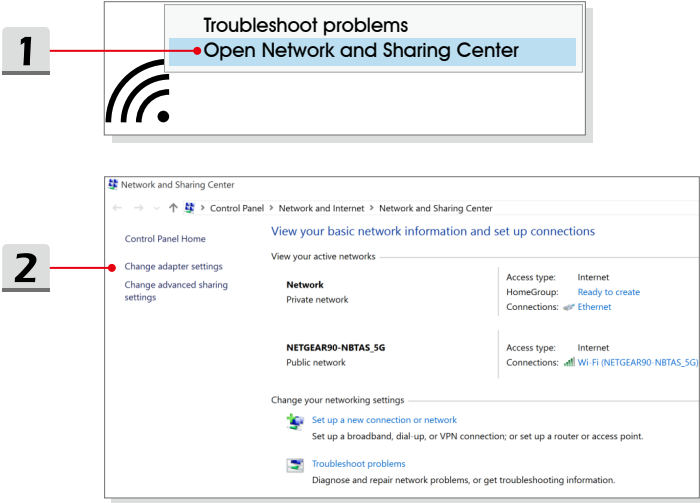 Troubleshoot problems
1
Open Network and Sharing Center
Network and Sharing Center
Control Panel > Network and Internet > Network and Sharing Center
Control Panel Home
2
Change adapter settings
Change advanced sharing
settings
View your basic network information and set up connections
View your active networks
Network
Private network
Access type: Internet
HomeGroup: Ready to create
Connections: Ethernet
NETGEAR90-NBTAS_5G
Public network
Access type: Internet
Connections: Wi-Fi (NETGEAR90-NBTAS_5G)
Change your networking settings
Set up a new connection or network
Set up a broadband, dial-up, or VPN connection; or set up a router or access point.
Troubleshoot problems
Diagnose and repair network problems, or get troubleshooting information.